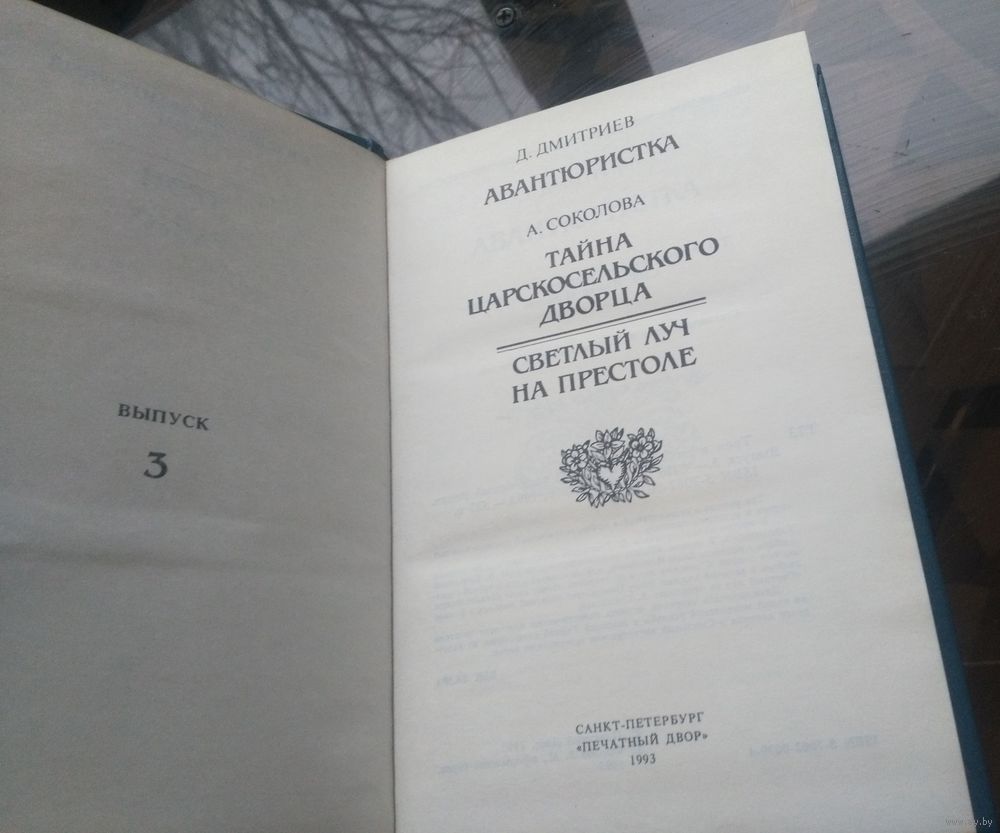 ВЫПУСК
3
Д. ДМИТРИЕВ
АВАНТЮРИСТКА
А. СОКОЛОВА
ТАЙНА
ЦАРСКОСЕЛЬСКОГО
ДВОРЦА
СВЕТЛЫЙ ЛУЧ
НА ПРЕСТОЛЕ
САНКТ-ПЕТЕРБУРГ
«ПЕЧАТНЫЙ ДВОР»
1993